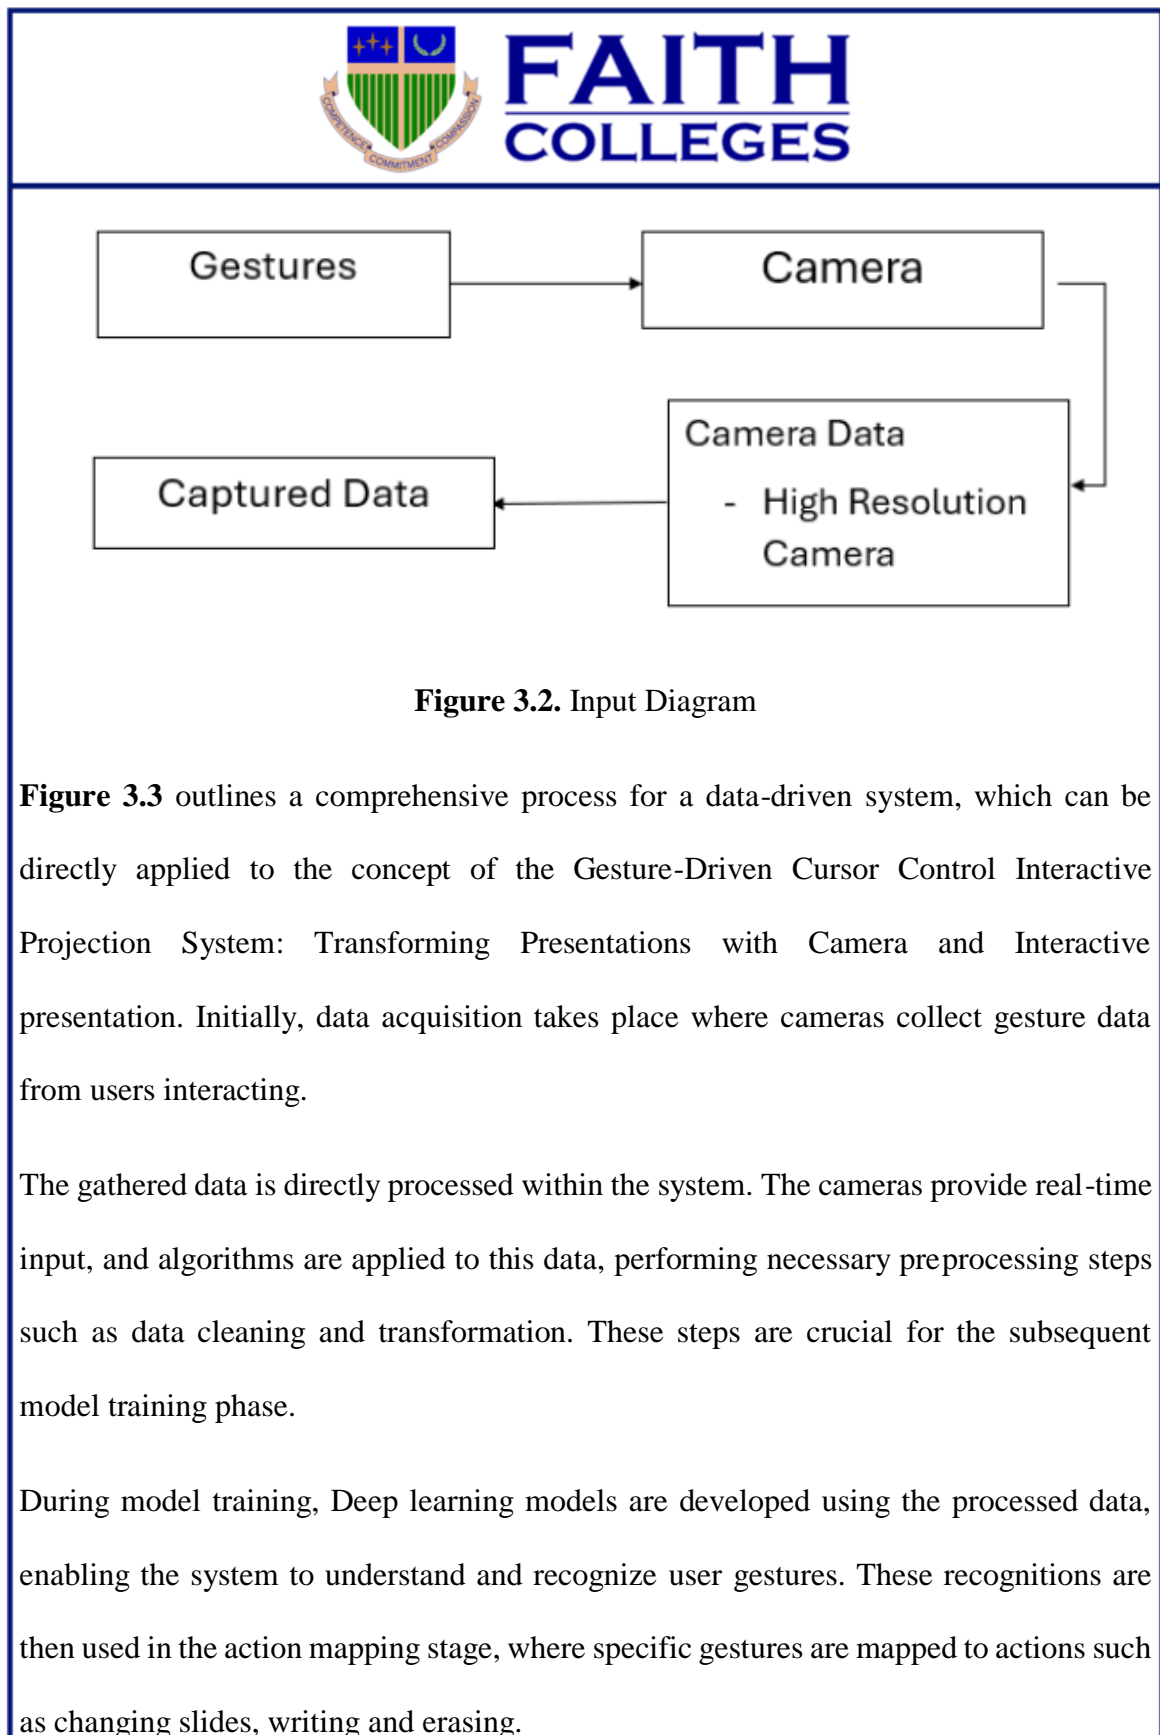 FAITH
COLLEGES
COMPETENCE
COMMITMENT
COMPASSION
Gestures
Camera
Camera Data
- High Resolution
Camera
Captured Data
Figure 3.2. Input Diagram
Figure 3.3 outlines a comprehensive process for a data-driven system, which can be
directly applied to the concept of the Gesture-Driven Cursor Control Interactive
Projection System: Transforming Presentations with Camera and Interactive
presentation. Initially, data acquisition takes place where cameras collect gesture data
from users interacting.
The gathered data is directly processed within the system. The cameras provide real-time
input, and algorithms are applied to this data, performing necessary preprocessing steps
such as data cleaning and transformation. These steps are crucial for the subsequent
model training phase.
During model training, Deep learning models are developed using the processed data,
enabling the system to understand and recognize user gestures. These recognitions are
then used in the action mapping stage, where specific gestures are mapped to actions such
as changing slides, writing and erasing.